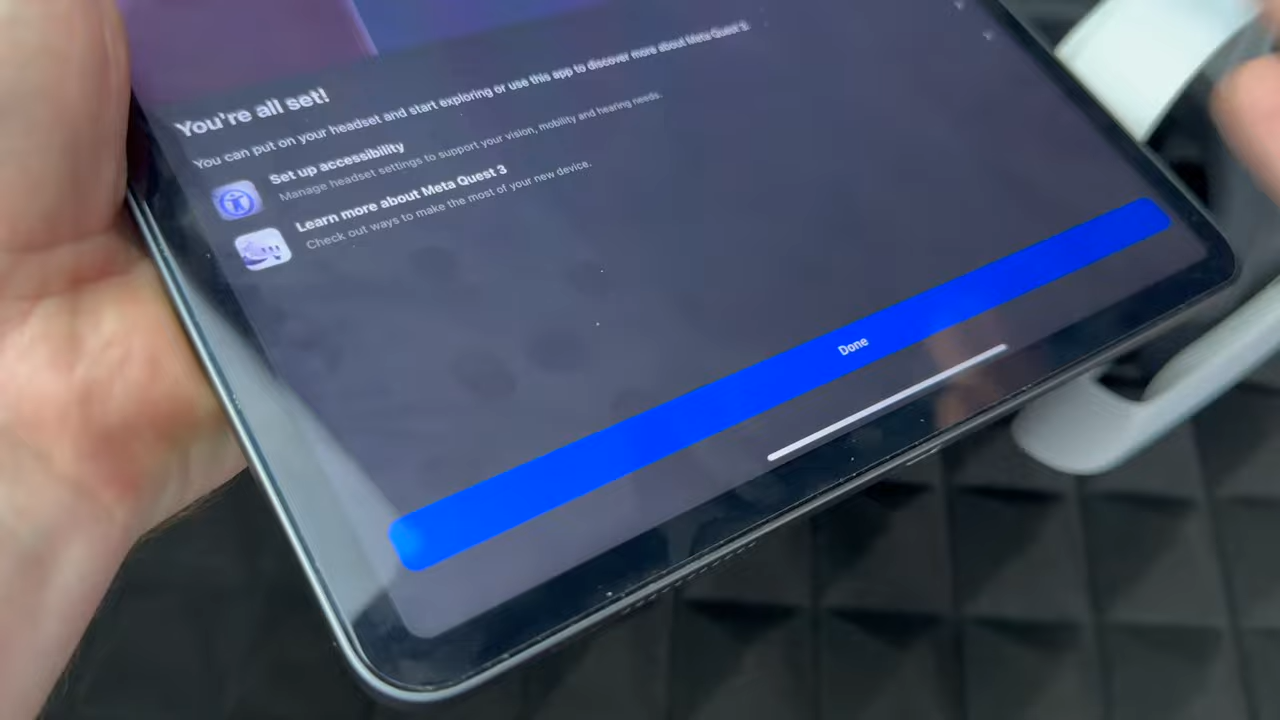 You're all set!
You can put on your headset and start exploring or use this app to discover more about Meta Quest 3.
Set up accessibility
Manage headset settings to support your vision, mobility and hearing needs.
Learn more about Meta Quest 3
Check out ways to make the most of your new device.
Done